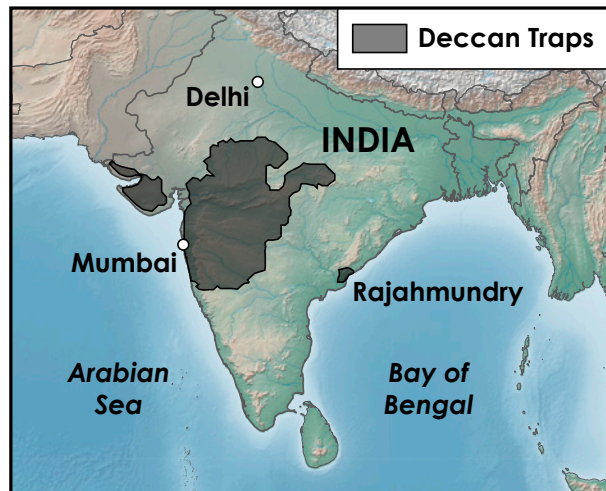 Deccan Traps
Delhi
INDIA
Mumbai
Rajahmundry
Arabian
Sea
Bay of
Bengal